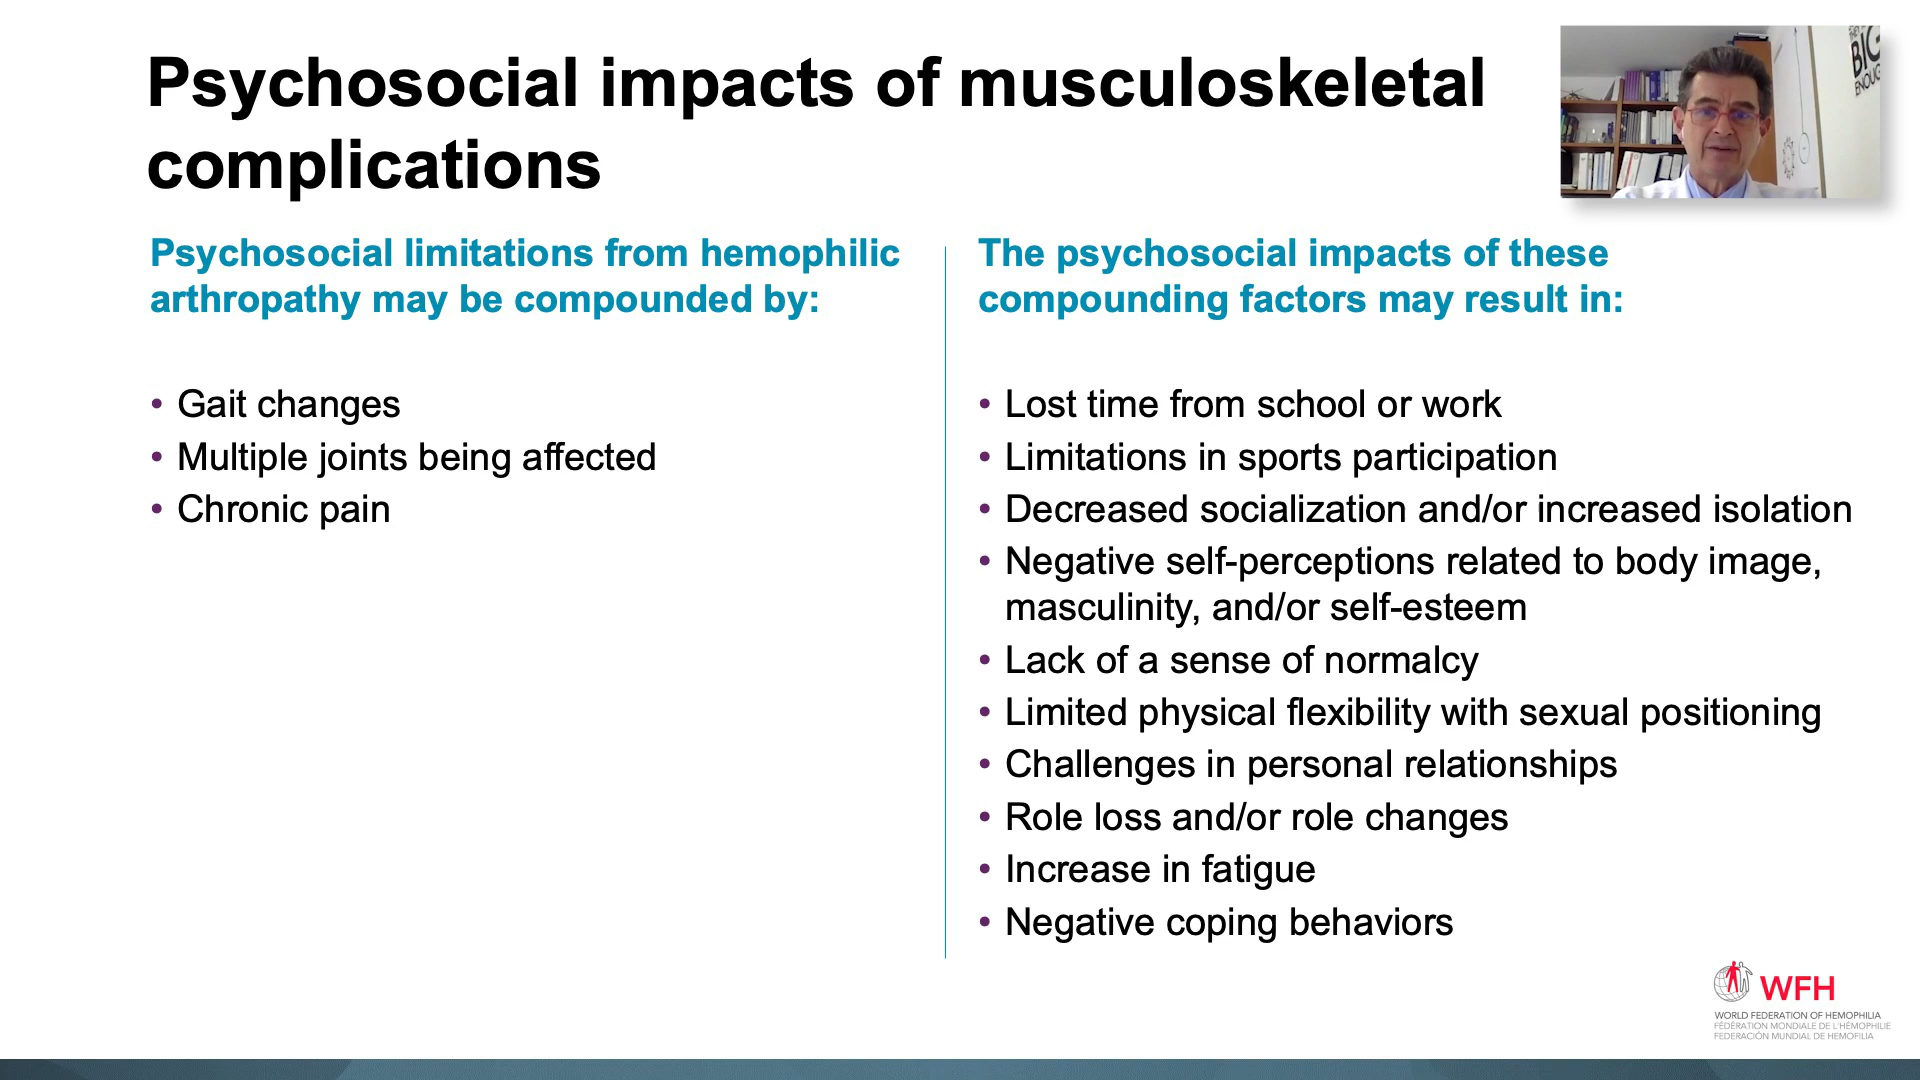 Psychosocial impacts of musculoskeletal
complications
BIG
ENOUG
Psychosocial limitations from hemophilic
arthropathy may be compounded by:
• Gait changes
• Multiple joints being affected
• Chronic pain
The psychosocial impacts of these
compounding factors may result in:
• Lost time from school or work
• Limitations in sports participation
• Decreased socialization and/or increased isolation
• Negative self-perceptions related to body image,
masculinity, and/or self-esteem
• Lack of a sense of normalcy
• Limited physical flexibility with sexual positioning
• Challenges in personal relationships
• Role loss and/or role changes
• Increase in fatigue
• Negative coping behaviors
WFH
WORLD FEDERATION OF HEMOPHILIA
FÉDÉRATION MONDIALE DE L'HÉMOPHILIE
FEDERACIÓN MUNDIAL DE HEMOFILIA